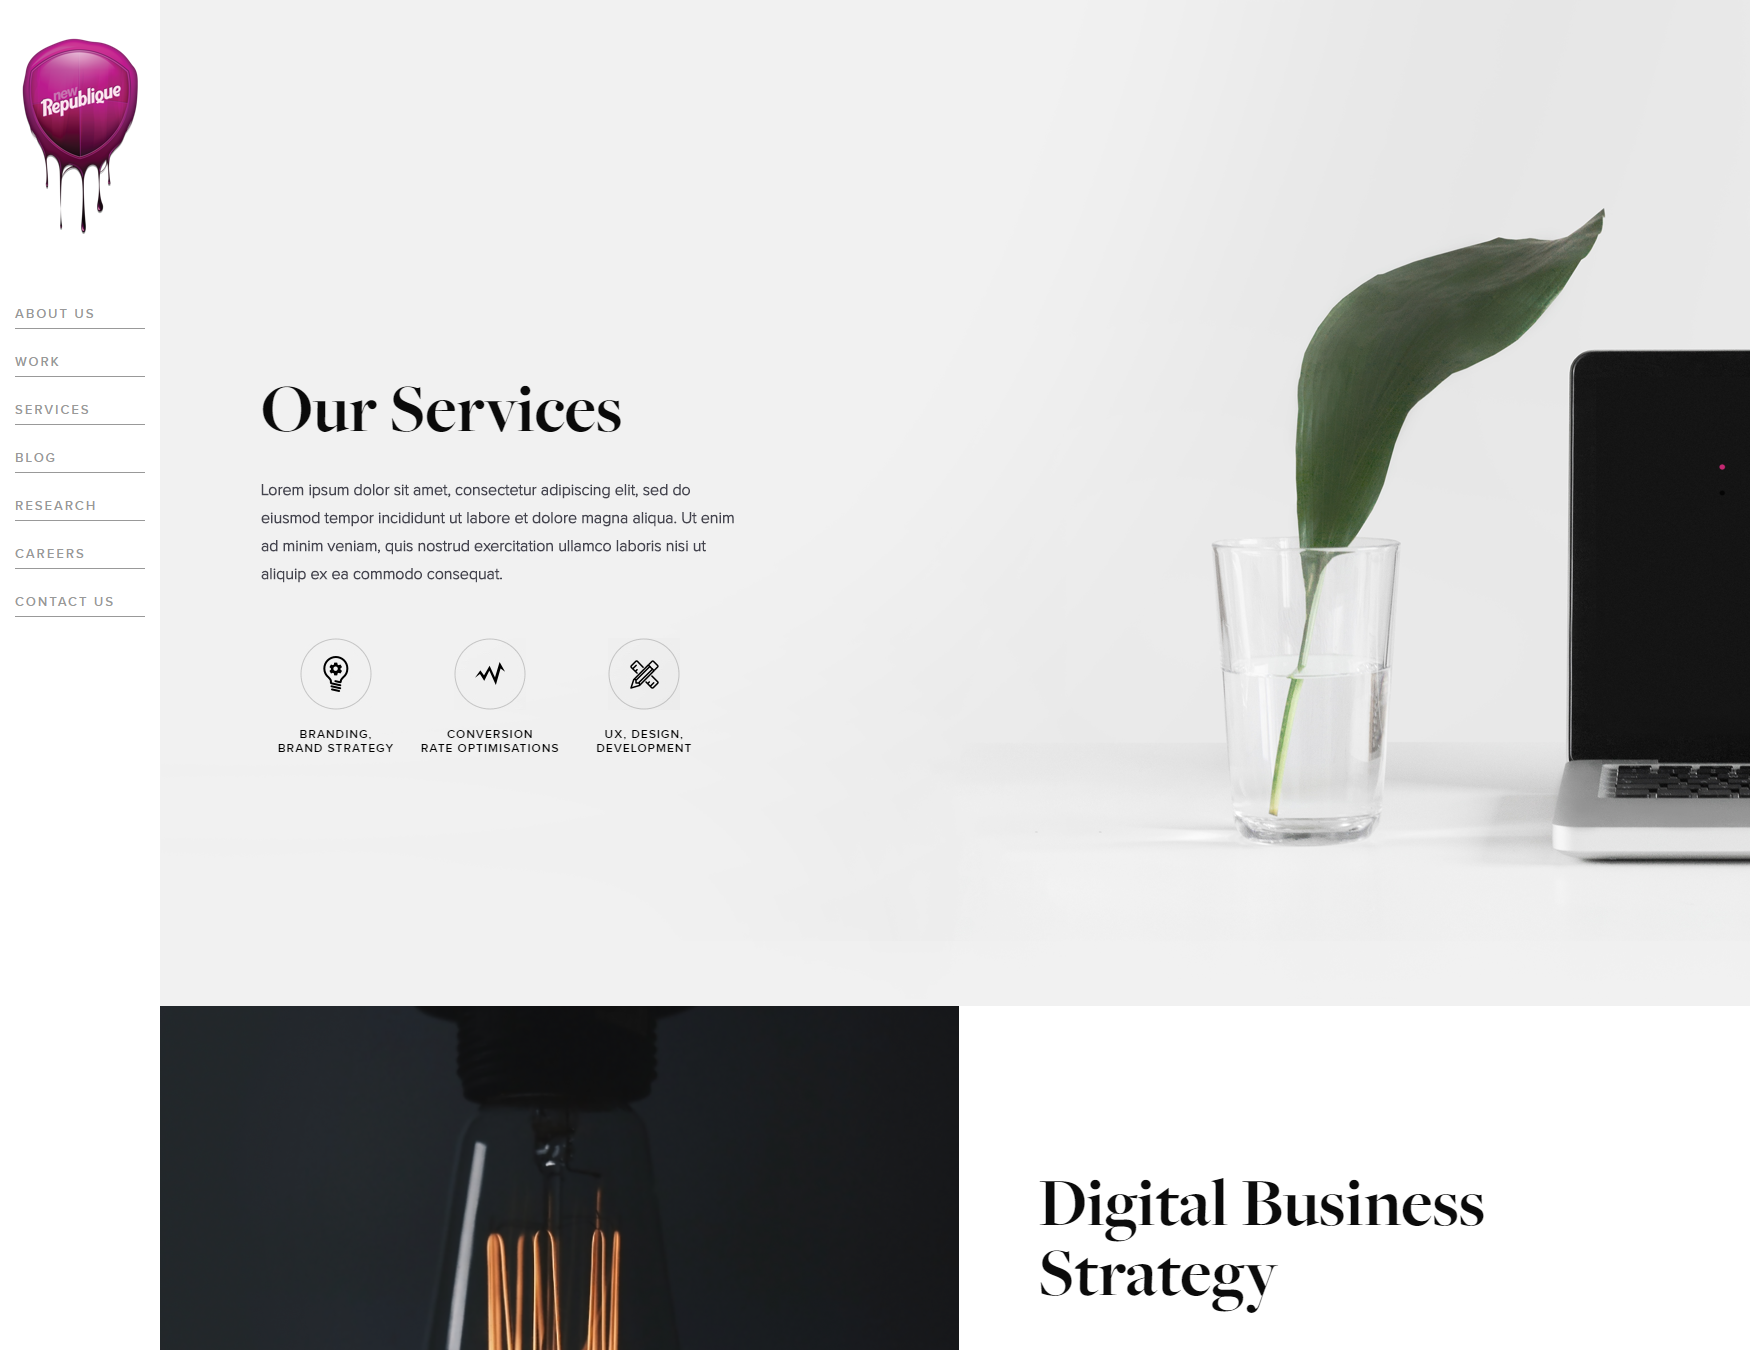 new
Republique
ABOUT US
WORK
SERVICES
BLOG
RESEARCH
CAREERS
CONTACT US
Our Services
Lorem ipsum dolor sit amet, consectetur adipiscing elit, sed do
eiusmod tempor incididunt ut labore et dolore magna aliqua. Ut enim
ad minim veniam, quis nostrud exercitation ullamco laboris nisi ut
aliquip ex ea commodo consequat.
BRANDING,
BRAND STRATEGY
CONVERSION
RATE OPTIMISATIONS
UX, DESIGN,
DEVELOPMENT
Digital Business
Strategy